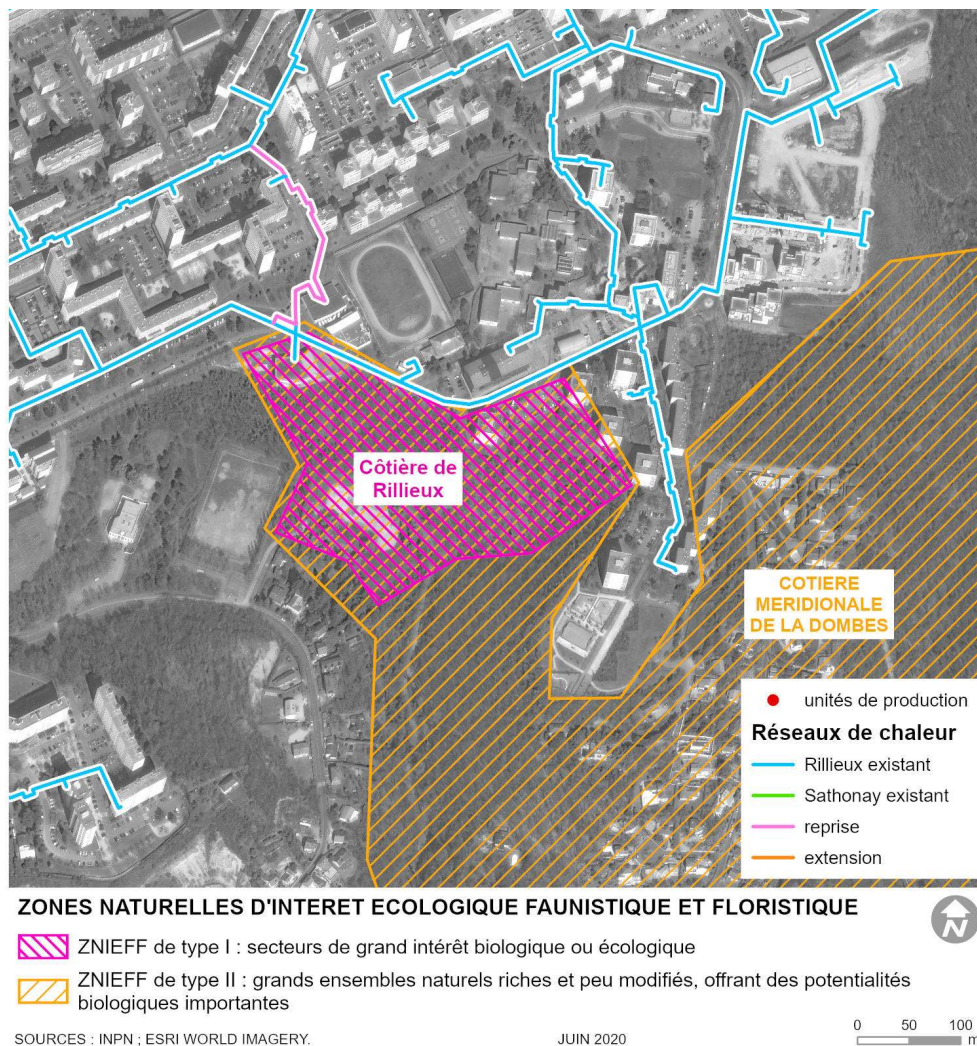 Côtière de
Rillieux
COTIERE
MERIDIONALE
DE LA DOMBES
unités de production
Réseaux de chaleur
Rillieux existant
Sathonay existant
reprise
extension
ZONES NATURELLES D'INTERET ECOLOGIQUE FAUNISTIQUE ET FLORISTIQUE
N
ZNIEFF de type I : secteurs de grand intérêt biologique ou écologique
ZNIEFF de type II : grands ensembles naturels riches et peu modifiés, offrant des potentialités
biologiques importantes
SOURCES : INPN ; ESRI WORLD IMAGERY.
JUIN 2020
0 50 100
m